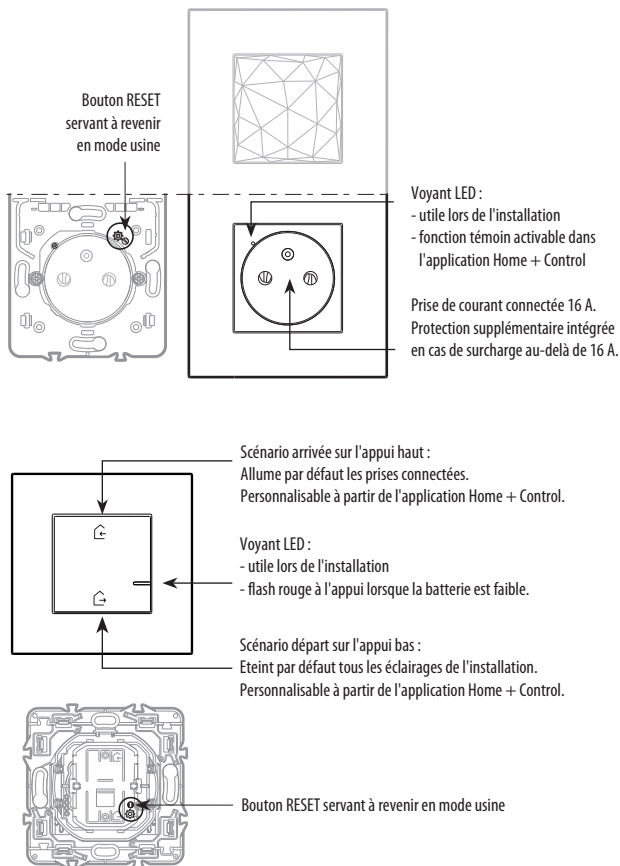 Bouton RESET
servant à revenir
en mode usine
Voyant LED :
- utile lors de l'installation
- fonction témoin activable dans
l'application Home + Control
Prise de courant connectée 16 A.
Protection supplémentaire intégrée
en cas de surcharge au-delà de 16 A.
Scénario arrivée sur l'appui haut :
Allume par défaut les prises connectées.
Personnalisable à partir de l'application Home + Control.
Voyant LED :
- utile lors de l'installation
- flash rouge à l'appui lorsque la batterie est faible.
Scénario départ sur l'appui bas :
Eteint par défaut tous les éclairages de l'installation.
Personnalisable à partir de l'application Home + Control.
Bouton RESET servant à revenir en mode usine